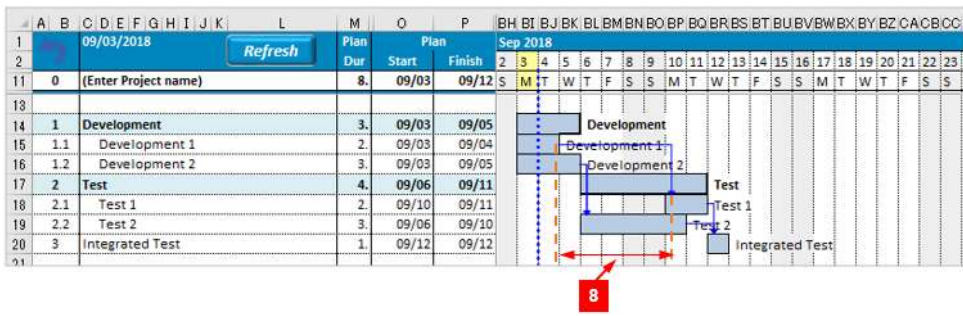 A B C D E F G H I J K L M O P BH BI BJ BK BL BM BN BO BP BQ BR BS BT BU BV BW BX BY BZ CA CB CC
1 09/03/2018 Refresh Plan Plan Sep 2018
2 Dur Start Finish 2 3 4 5 6 7 8 9 10 11 12 13 14 15 16 17 18 19 20 21 22 23
11 0 (Enter Project name) 8. 09/03 09/12 S M T W T F S S M T W T F S S M T W T F S S
13
14 1 Development 3. 09/03 09/05 Development
15 1.1 Development 1 2. 09/03 09/04 Development 1
16 1.2 Development 2 3. 09/03 09/05 Development 2
17 2 Test 4. 09/06 09/11 Test
18 2.1 Test 1 2. 09/10 09/11 Test 1
19 2.2 Test 2 3. 09/06 09/10 Test 2
20 3 Integrated Test 1. 09/12 09/12 Integrated Test
21
8